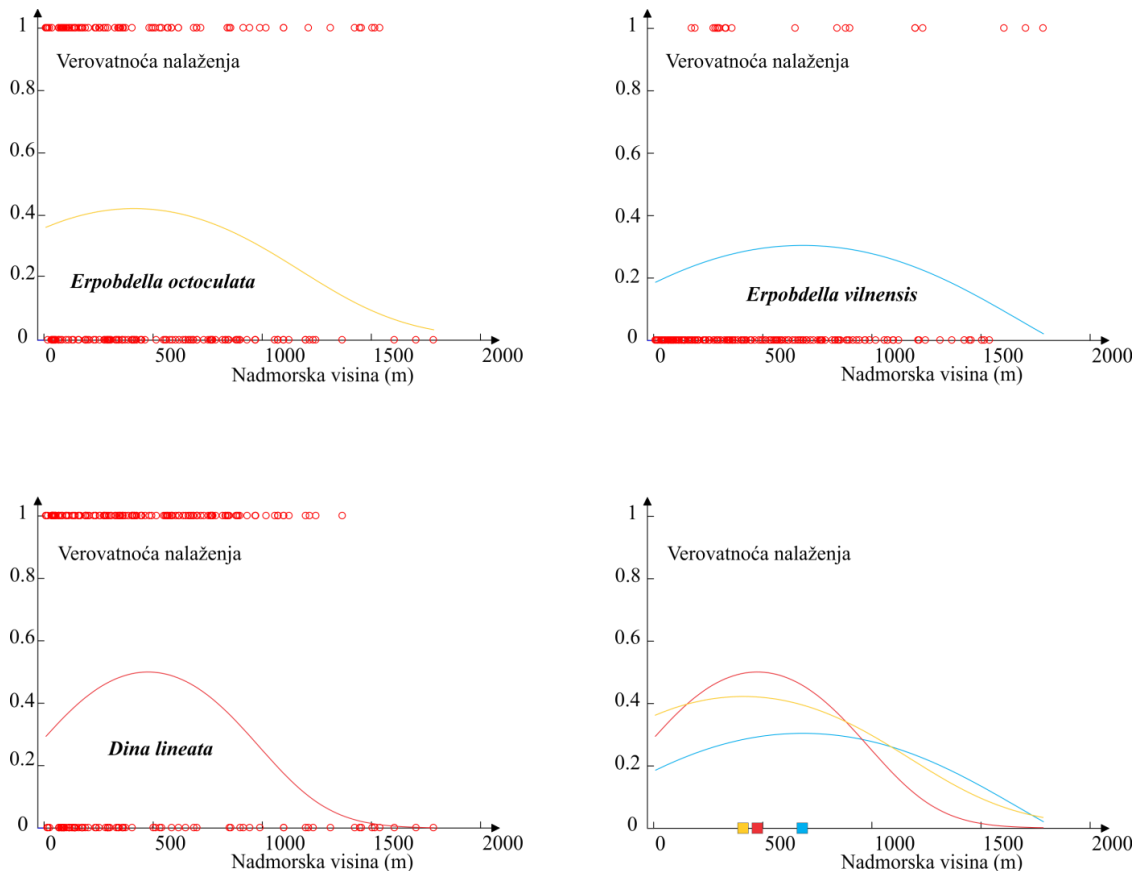 1
Verovatnoća nalaženja
0.8
0.6
0.4
0.2
Erpobdella octoculata
0
0 500 1000 1500 2000
Nadmorska visina (m)
1
Verovatnoća nalaženja
0.8
0.6
0.4
0.2
Erpobdella vilnensis
0
0 500 1000 1500 2000
Nadmorska visina (m)
1
Verovatnoća nalaženja
0.8
0.6
0.4
0.2
Dina lineata
0
0 500 1000 1500 2000
Nadmorska visina (m)
1
Verovatnoća nalaženja
0.8
0.6
0.4
0.2
0
0 500 1000 1500 2000
Nadmorska visina (m)